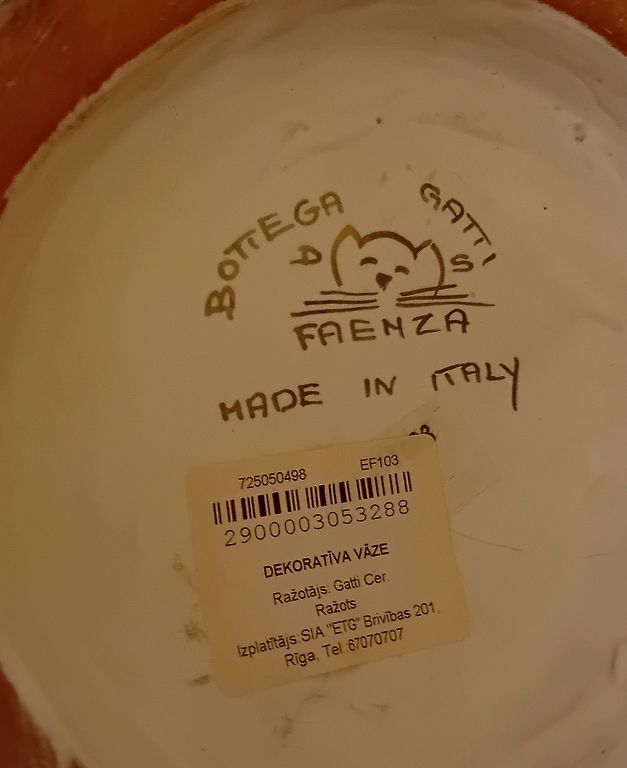 BOTTEGA GATTI
D S
FAENZA
MADE IN ITALY
725050498 EF103
2900003053288
DEKORATĪVA VĀZE
Ražotājs: Gatti Cer.
Ražots
Izplatītājs: SIA "ETG" Brīvības 201,
Rīga, Tel. 67070707